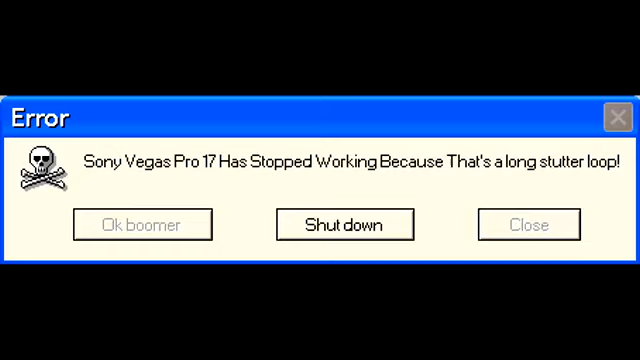 Error
Sony Vegas Pro 17 Has Stopped Working Because That's a long stutter loop!
Ok boomer
Shut down
Close